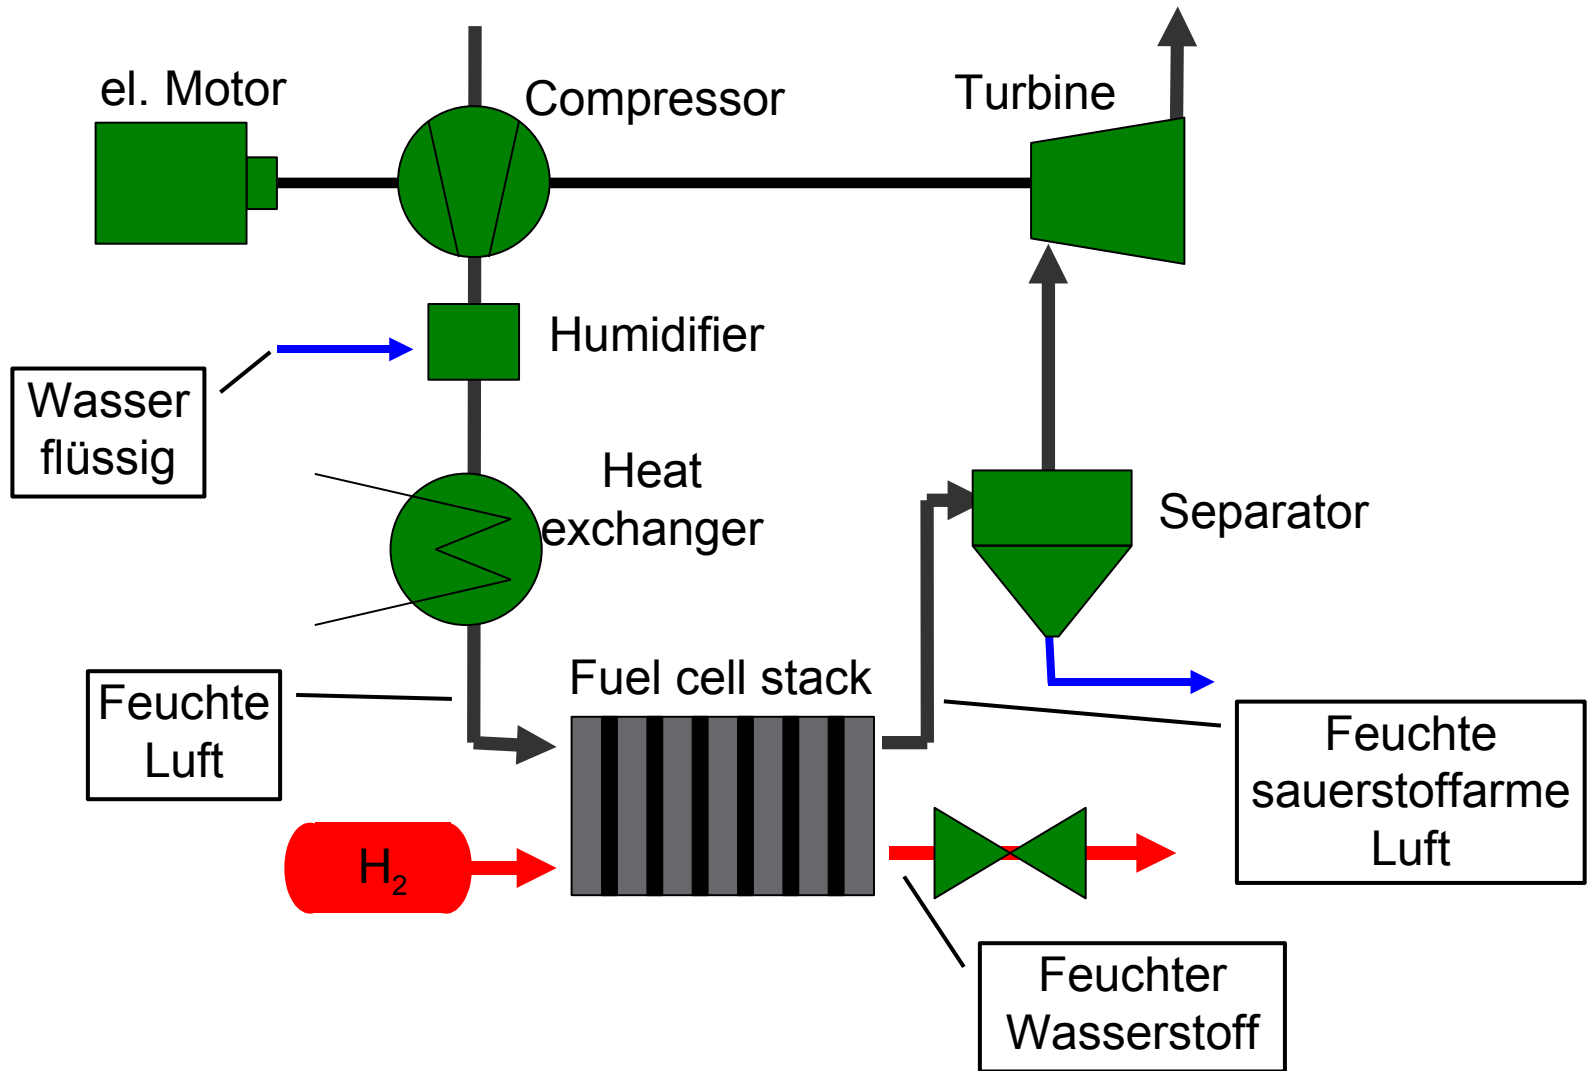 el. Motor
Compressor
Turbine
Humidifier
Wasser
flüssig
Heat
exchanger
Separator
Feuchte
Luft
Fuel cell stack
Feuchte
sauerstoffarme
Luft
H₂
Feuchter
Wasserstoff